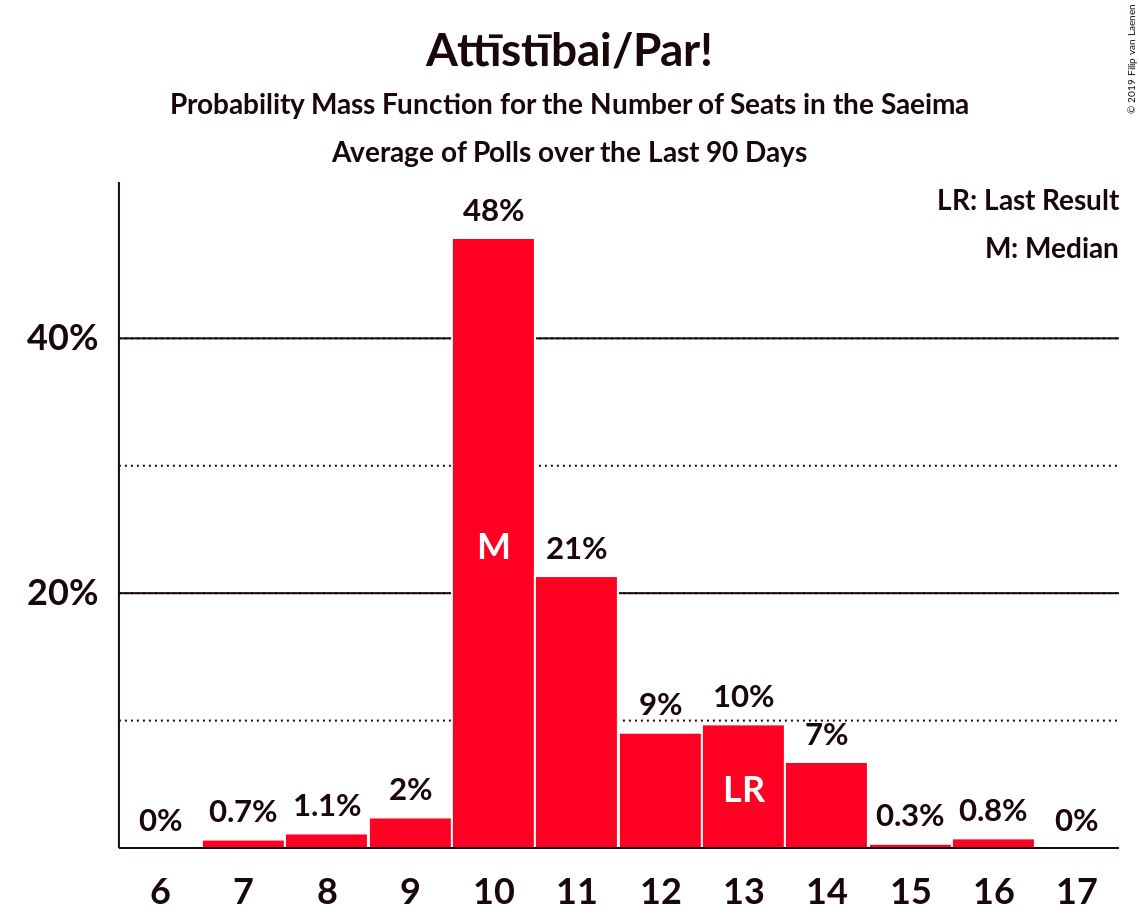 Attīstībai/Par!
Probability Mass Function for the Number of Seats in the Saeima
Average of Polls over the Last 90 Days
© 2019 Filip van Laenen
LR: Last Result
M: Median
40%
20%
0%
0.7%
1.1%
2%
48%
21%
9%
10%
7%
0.3%
0.8%
0%
M
LR
6 7 8 9 10 11 12 13 14 15 16 17